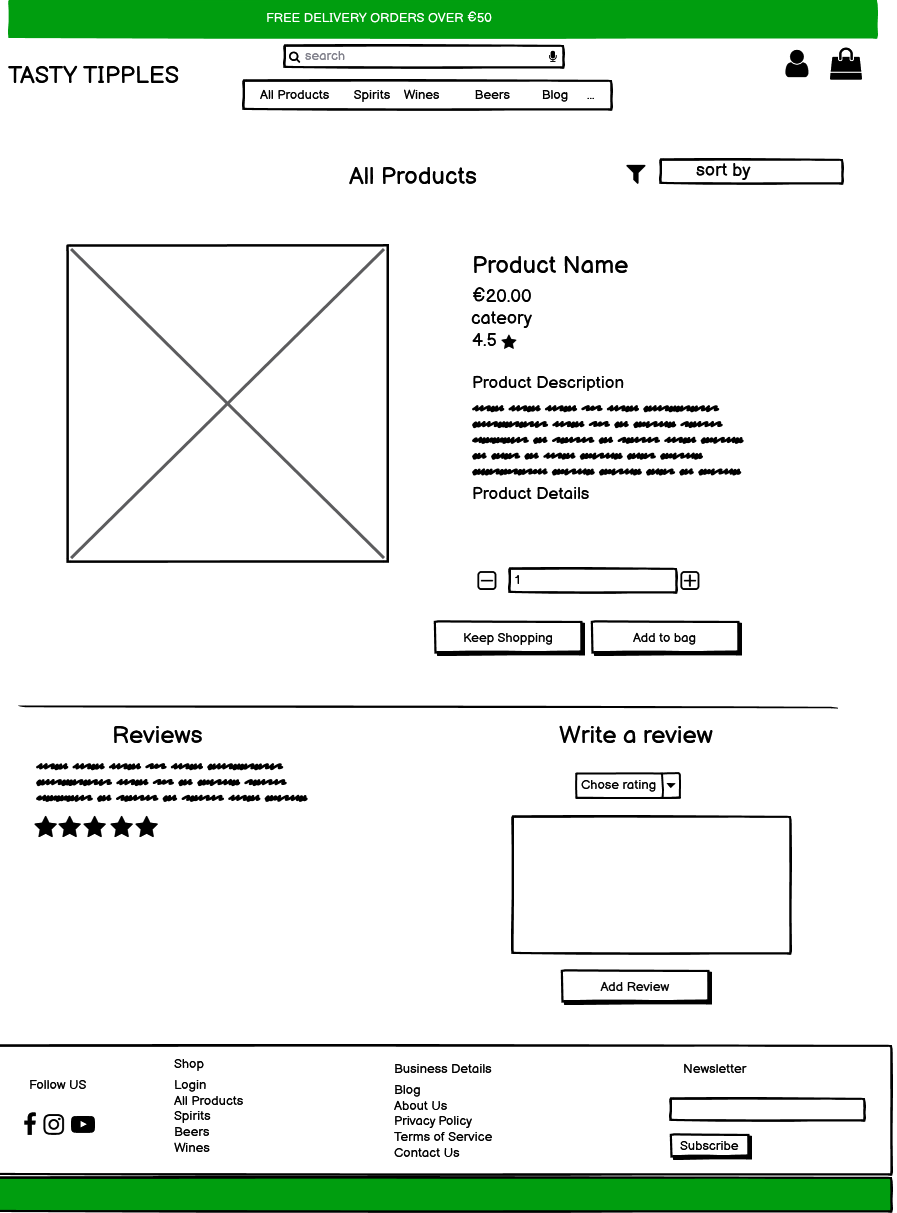 FREE DELIVERY ORDERS OVER €50
search
TASTY TIPPLES
All Products Spirits Wines Beers Blog ...
All Products
sort by
Product Name
€20.00
cateory
4.5
Product Description
Product Details
1
Keep Shopping
Add to bag
Reviews
Write a review
Chose rating
Add Review
Follow US
Shop
Login
All Products
Spirits
Beers
Wines
Business Details
Blog
About Us
Privacy Policy
Terms of Service
Contact Us
Newsletter
Subscribe